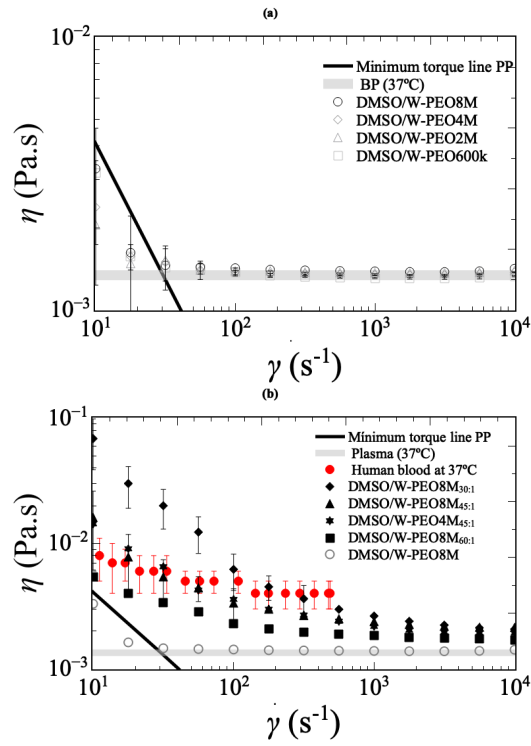 (a)
10⁻²
Minimum torque line PP
BP (37ºC)
DMSO/W-PEO8M
DMSO/W-PEO4M
DMSO/W-PEO2M
DMSO/W-PEO600k
η (Pa.s)
10⁻³
10¹ 10² 10³ 10⁴
γ̇ (s⁻¹)
(b)
10⁻¹
Minimum torque line PP
Plasma (37ºC)
Human blood at 37ºC
DMSO/W-PEO8M₃₀:₁
DMSO/W-PEO8M₄₅:₁
DMSO/W-PEO4M₄₅:₁
DMSO/W-PEO8M₆₀:₁
DMSO/W-PEO8M
η (Pa.s)
10⁻²
10⁻³
10¹ 10² 10³ 10⁴
γ̇ (s⁻¹)